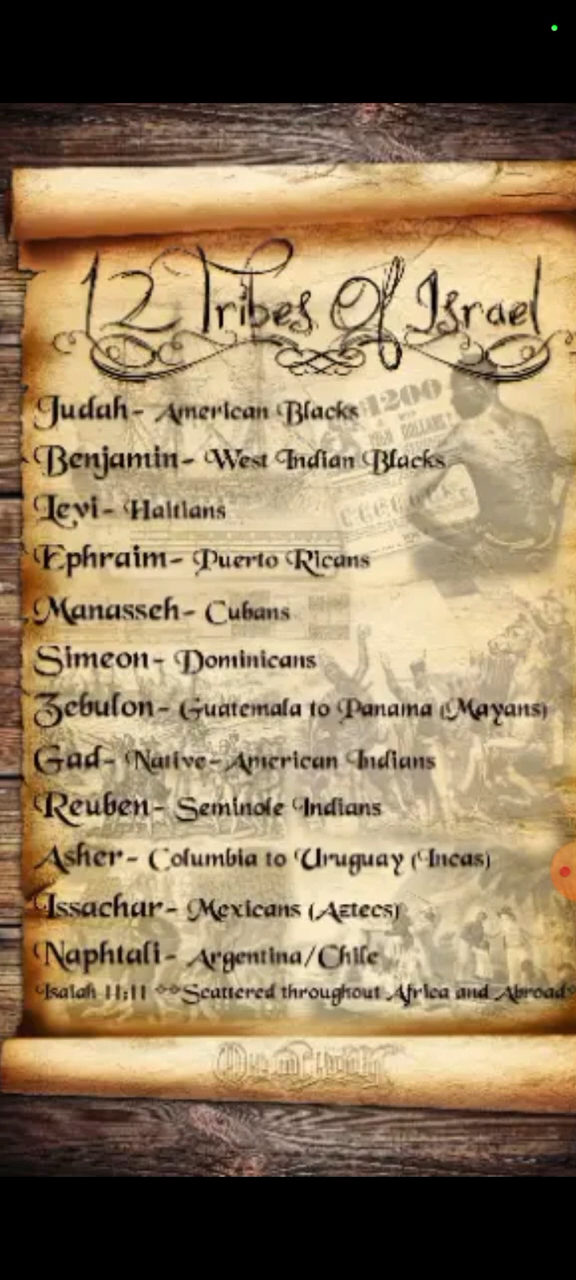 12 Tribes Of Israel
Judah- American Blacks
$1200
DOLLARS
Benjamin- West Indian Blacks
Levi- Haitians
Ephraim- Puerto Ricans
Manasseh- Cubans
Simeon- Dominicans
Zebulon- Guatemala to Panama (Mayans)
Gad- Native-American Indians
Reuben- Seminole Indians
Asher- Columbia to Uruguay (Incas)
Issachar- Mexicans (Aztecs)
Naphtali- Argentina/Chile
Isaiah 11:11 **Scattered throughout Africa and Abroad*